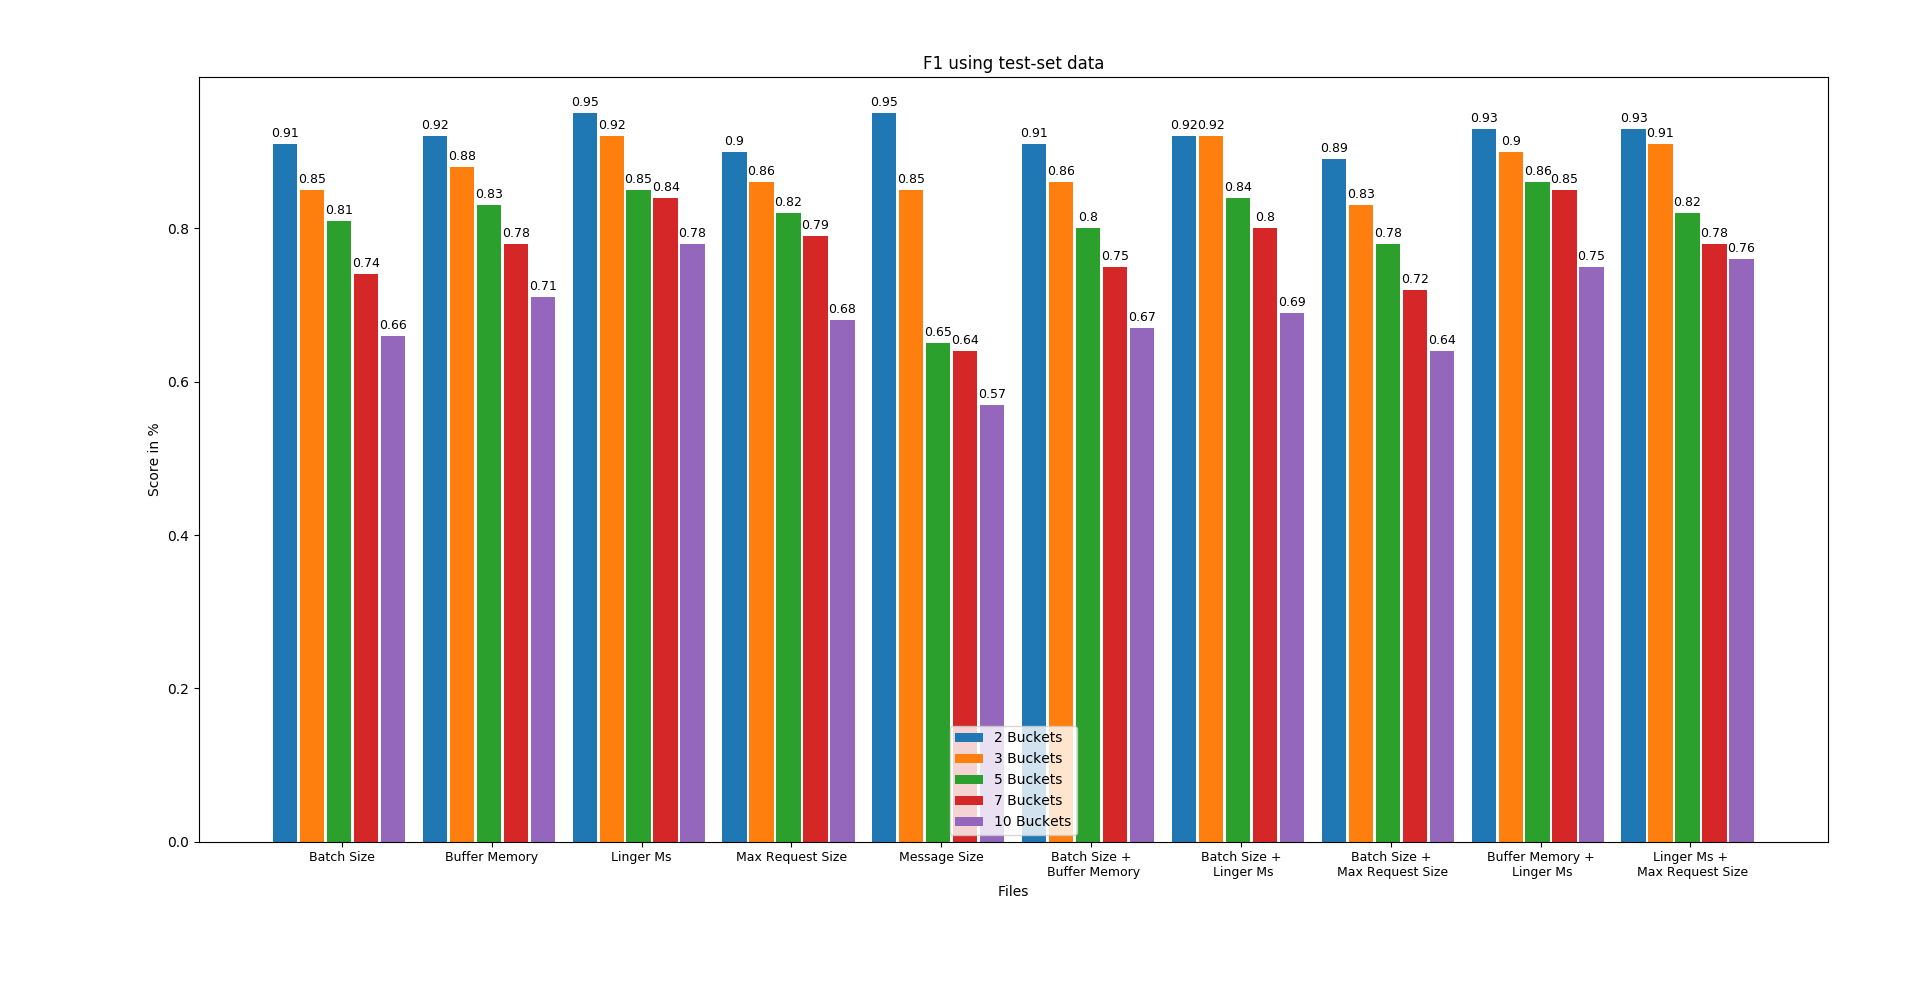 F1 using test-set data
0.91 0.85 0.81 0.74 0.66
0.92 0.88 0.83 0.78 0.71
0.95 0.92 0.85 0.84 0.78
0.9 0.86 0.82 0.79 0.68
0.95 0.85 0.65 0.64 0.57
0.91 0.86 0.8 0.75 0.67
0.92 0.92 0.84 0.8 0.69
0.89 0.83 0.78 0.72 0.64
0.93 0.9 0.86 0.85 0.75
0.93 0.91 0.82 0.78 0.76
0.8
0.6
0.4
0.2
0.0
Score in %
2 Buckets
3 Buckets
5 Buckets
7 Buckets
10 Buckets
Batch Size
Buffer Memory
Linger Ms
Max Request Size
Message Size
Batch Size +
Buffer Memory
Batch Size +
Linger Ms
Batch Size +
Max Request Size
Buffer Memory +
Linger Ms
Linger Ms +
Max Request Size
Files